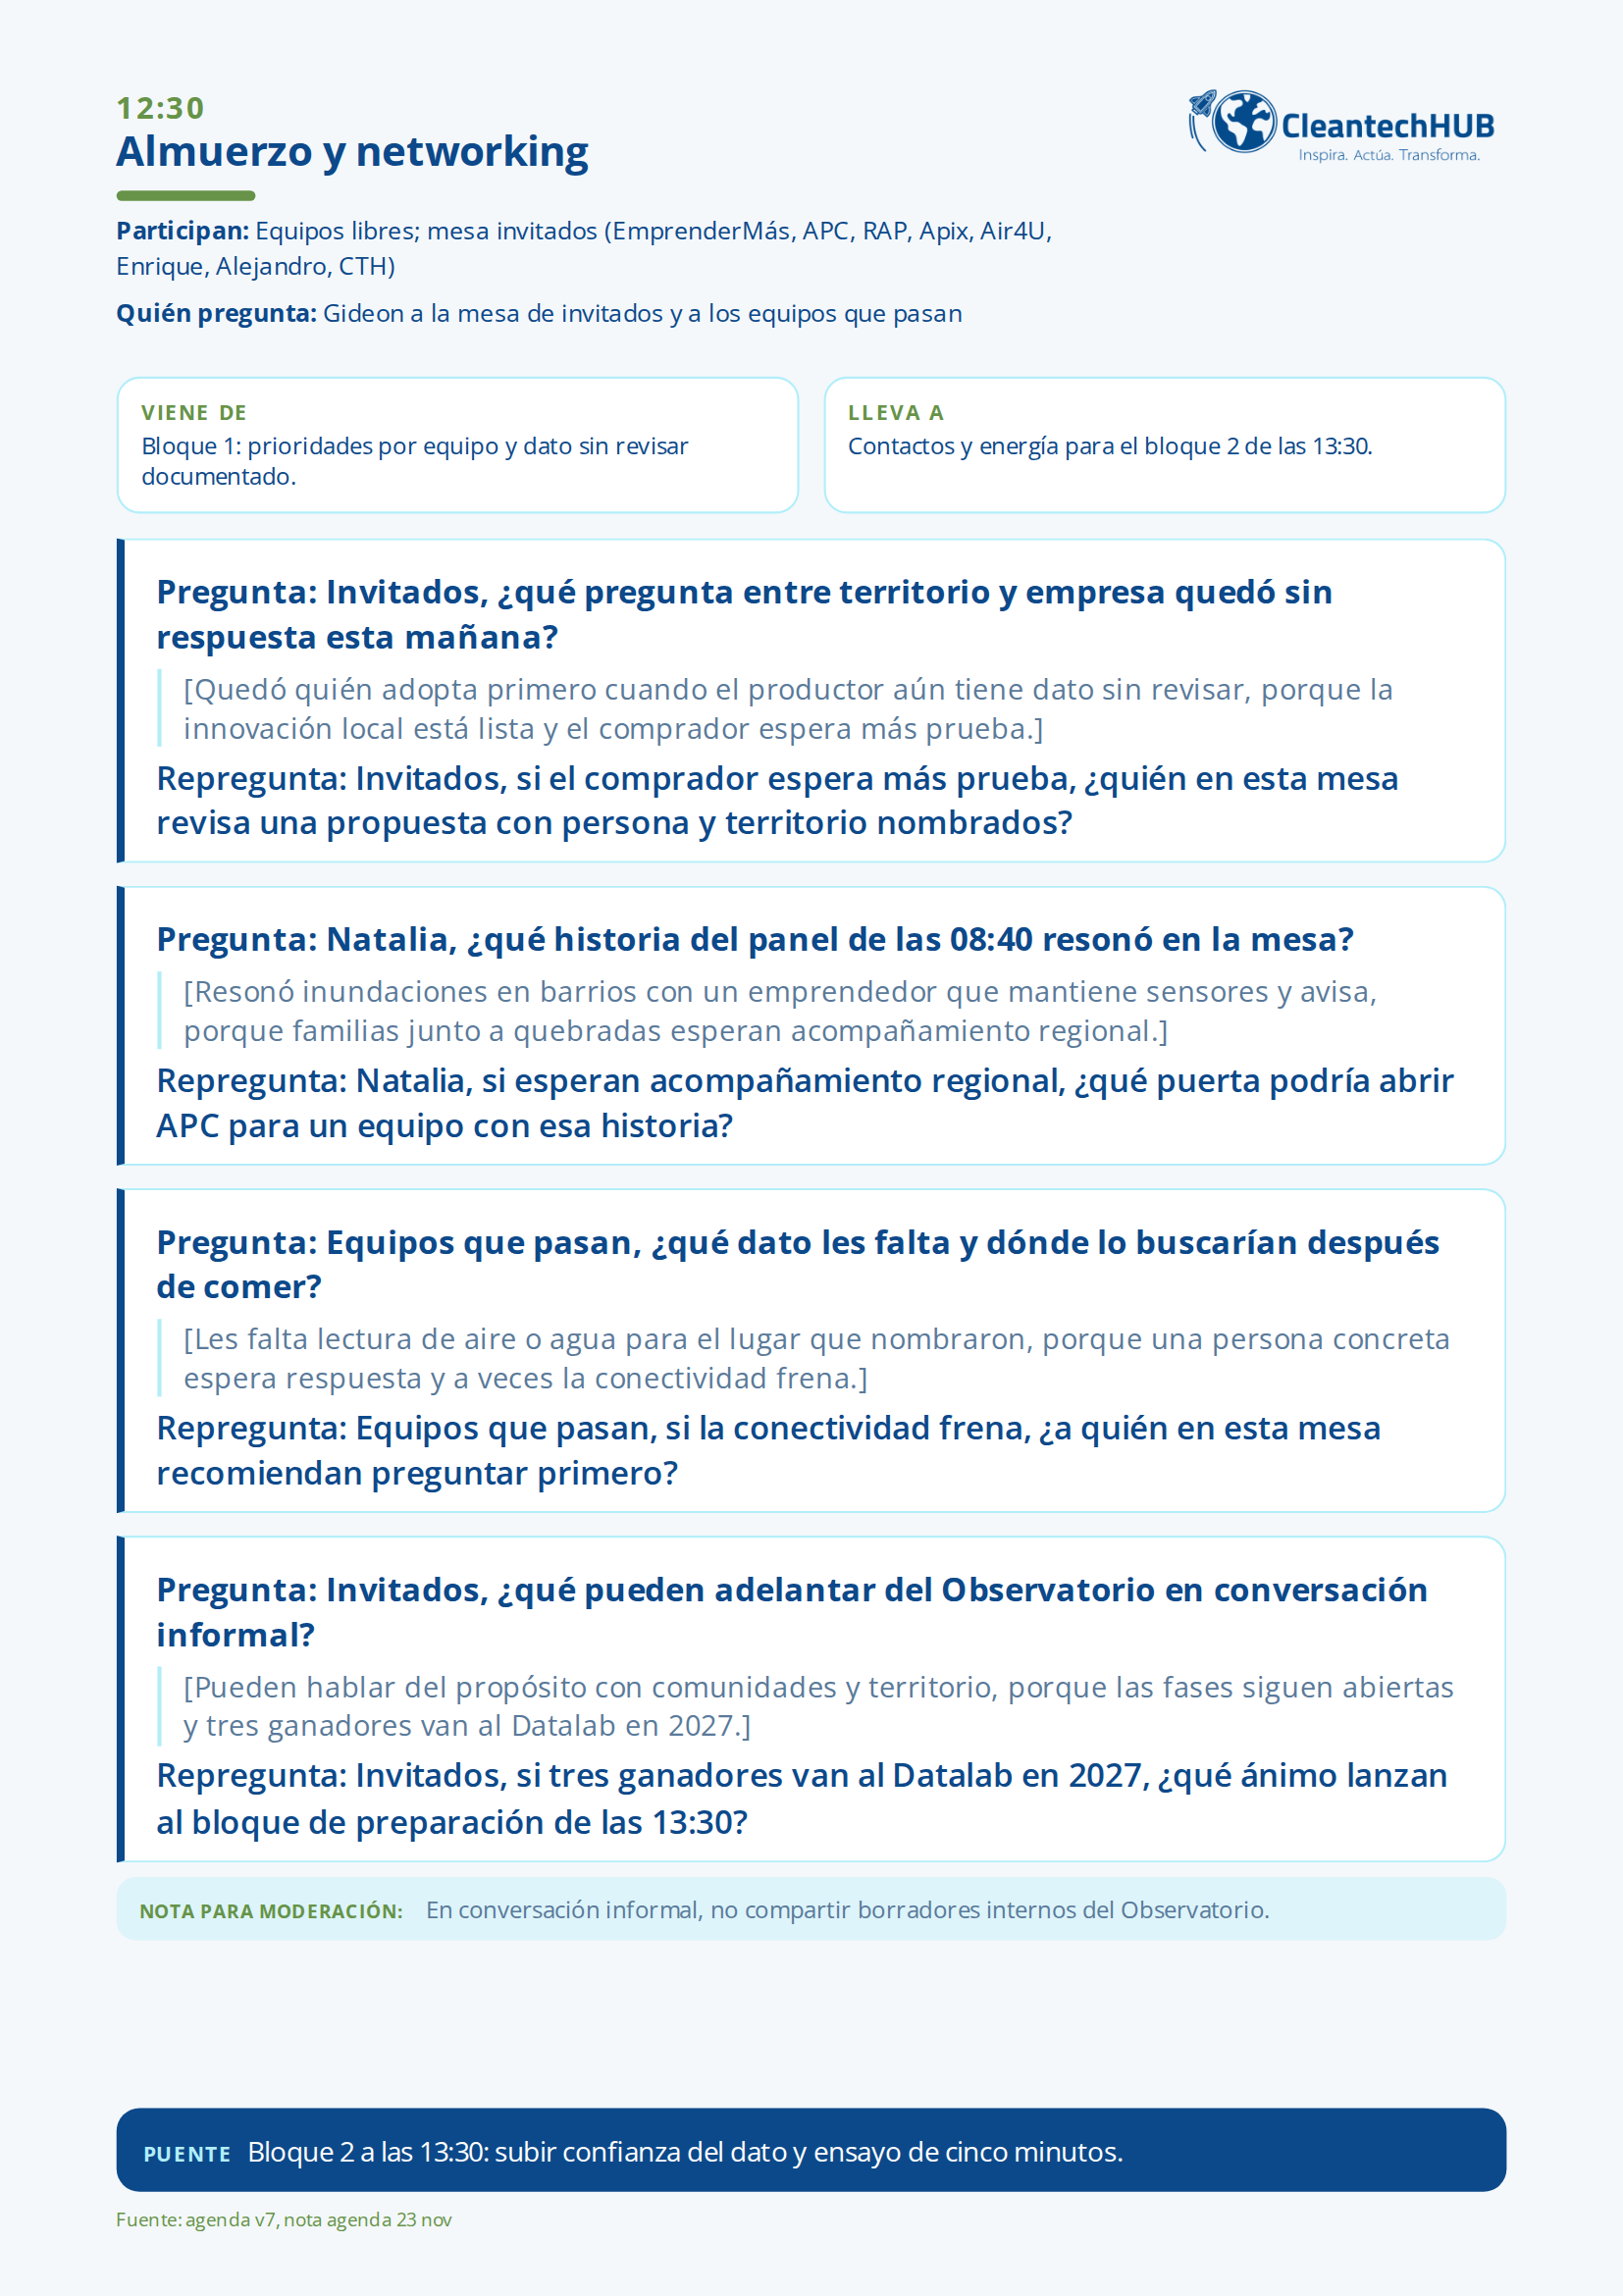 12:30
Almuerzo y networking
CleantechHUB
Inspira. Actúa. Transforma.
Participan: Equipos libres; mesa invitados (EmprenderMás, APC, RAP, Apix, Air4U,
Enrique, Alejandro, CTH)
Quién pregunta: Gideon a la mesa de invitados y a los equipos que pasan
VIENE DE
Bloque 1: prioridades por equipo y dato sin revisar
documentado.
LLEVA A
Contactos y energía para el bloque 2 de las 13:30.
Pregunta: Invitados, ¿qué pregunta entre territorio y empresa quedó sin
respuesta esta mañana?
[Quedó quién adopta primero cuando el productor aún tiene dato sin revisar, porque la
innovación local está lista y el comprador espera más prueba.]
Repregunta: Invitados, si el comprador espera más prueba, ¿quién en esta mesa
revisa una propuesta con persona y territorio nombrados?
Pregunta: Natalia, ¿qué historia del panel de las 08:40 resonó en la mesa?
[Resonó inundaciones en barrios con un emprendedor que mantiene sensores y avisa,
porque familias junto a quebradas esperan acompañamiento regional.]
Repregunta: Natalia, si esperan acompañamiento regional, ¿qué puerta podría abrir
APC para un equipo con esa historia?
Pregunta: Equipos que pasan, ¿qué dato les falta y dónde lo buscarían después
de comer?
[Les falta lectura de aire o agua para el lugar que nombraron, porque una persona concreta
espera respuesta y a veces la conectividad frena.]
Repregunta: Equipos que pasan, si la conectividad frena, ¿a quién en esta mesa
recomiendan preguntar primero?
Pregunta: Invitados, ¿qué pueden adelantar del Observatorio en conversación
informal?
[Pueden hablar del propósito con comunidades y territorio, porque las fases siguen abiertas
y tres ganadores van al Datalab en 2027.]
Repregunta: Invitados, si tres ganadores van al Datalab en 2027, ¿qué ánimo lanzan
al bloque de preparación de las 13:30?
NOTA PARA MODERACIÓN: En conversación informal, no compartir borradores internos del Observatorio.
PUENTE Bloque 2 a las 13:30: subir confianza del dato y ensayo de cinco minutos.
Fuente: agenda v7, nota agenda 23 nov